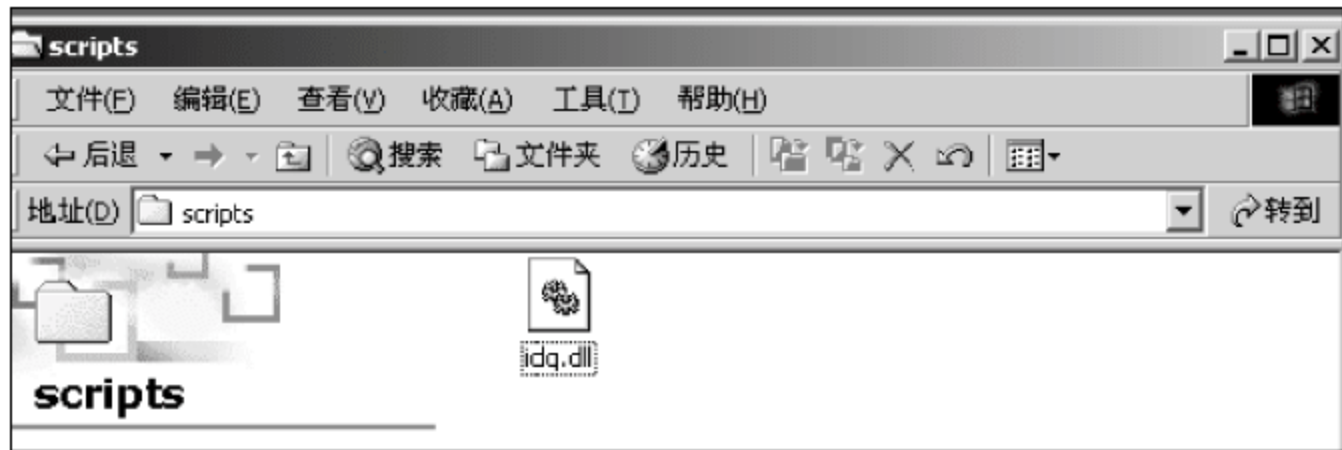 scripts
文件(F) 编辑(E) 查看(V) 收藏(A) 工具(T) 帮助(H)
后退 搜索 文件夹 历史
地址(D) scripts 转到
idq.dll
scripts